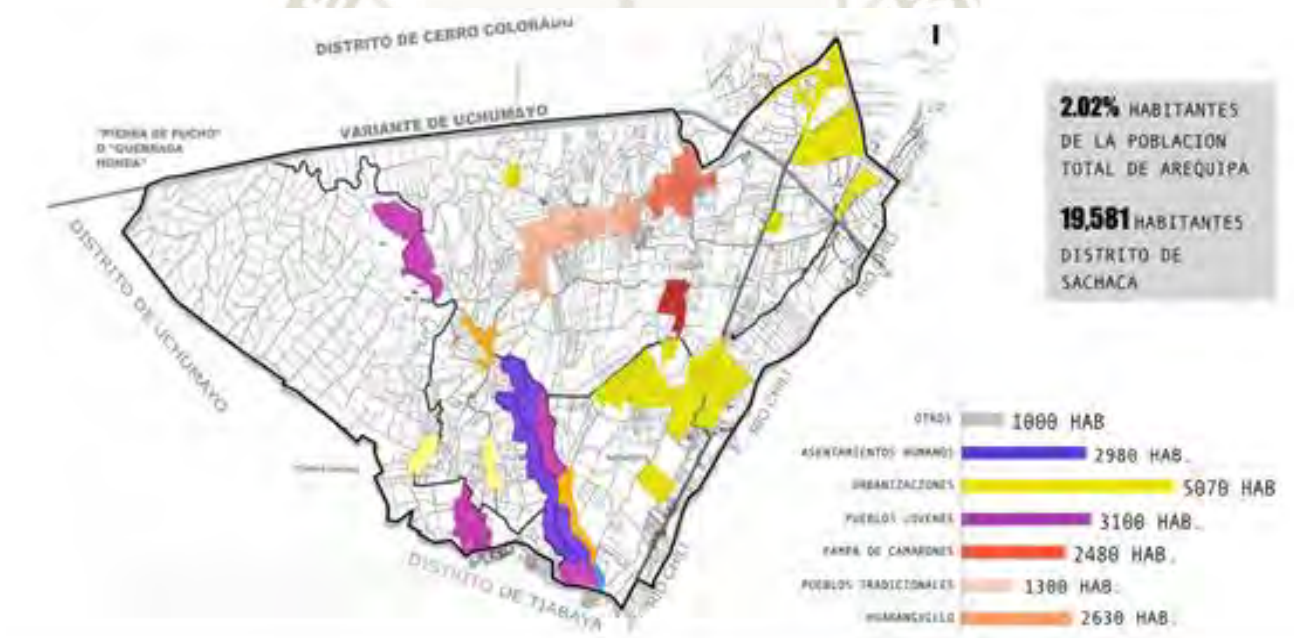 DISTRITO DE CERRO COLORADO
VARIANTE DE UCHUMAYO
"PIEDRA DE PUCHO"
O "QUEBRADA
HONDA"
DISTRITO DE UCHUMAYO
DISTRITO DE TIABAYA
RIO CHILI
RIO CHILI
RIO CHILI
2.02% HABITANTES
DE LA POBLACION
TOTAL DE AREQUIPA
19,581 HABITANTES
DISTRITO DE
SACHACA
OTROS 1000 HAB.
ASENTAMIENTOS HUMANOS 2980 HAB.
URBANIZACIONES 5070 HAB
PUEBLOS JOVENES 3100 HAB.
PAMPA DE CAMARONES 2480 HAB.
PUEBLOS TRADICIONALES 1300 HAB.
HUARANGUILLO 2630 HAB.